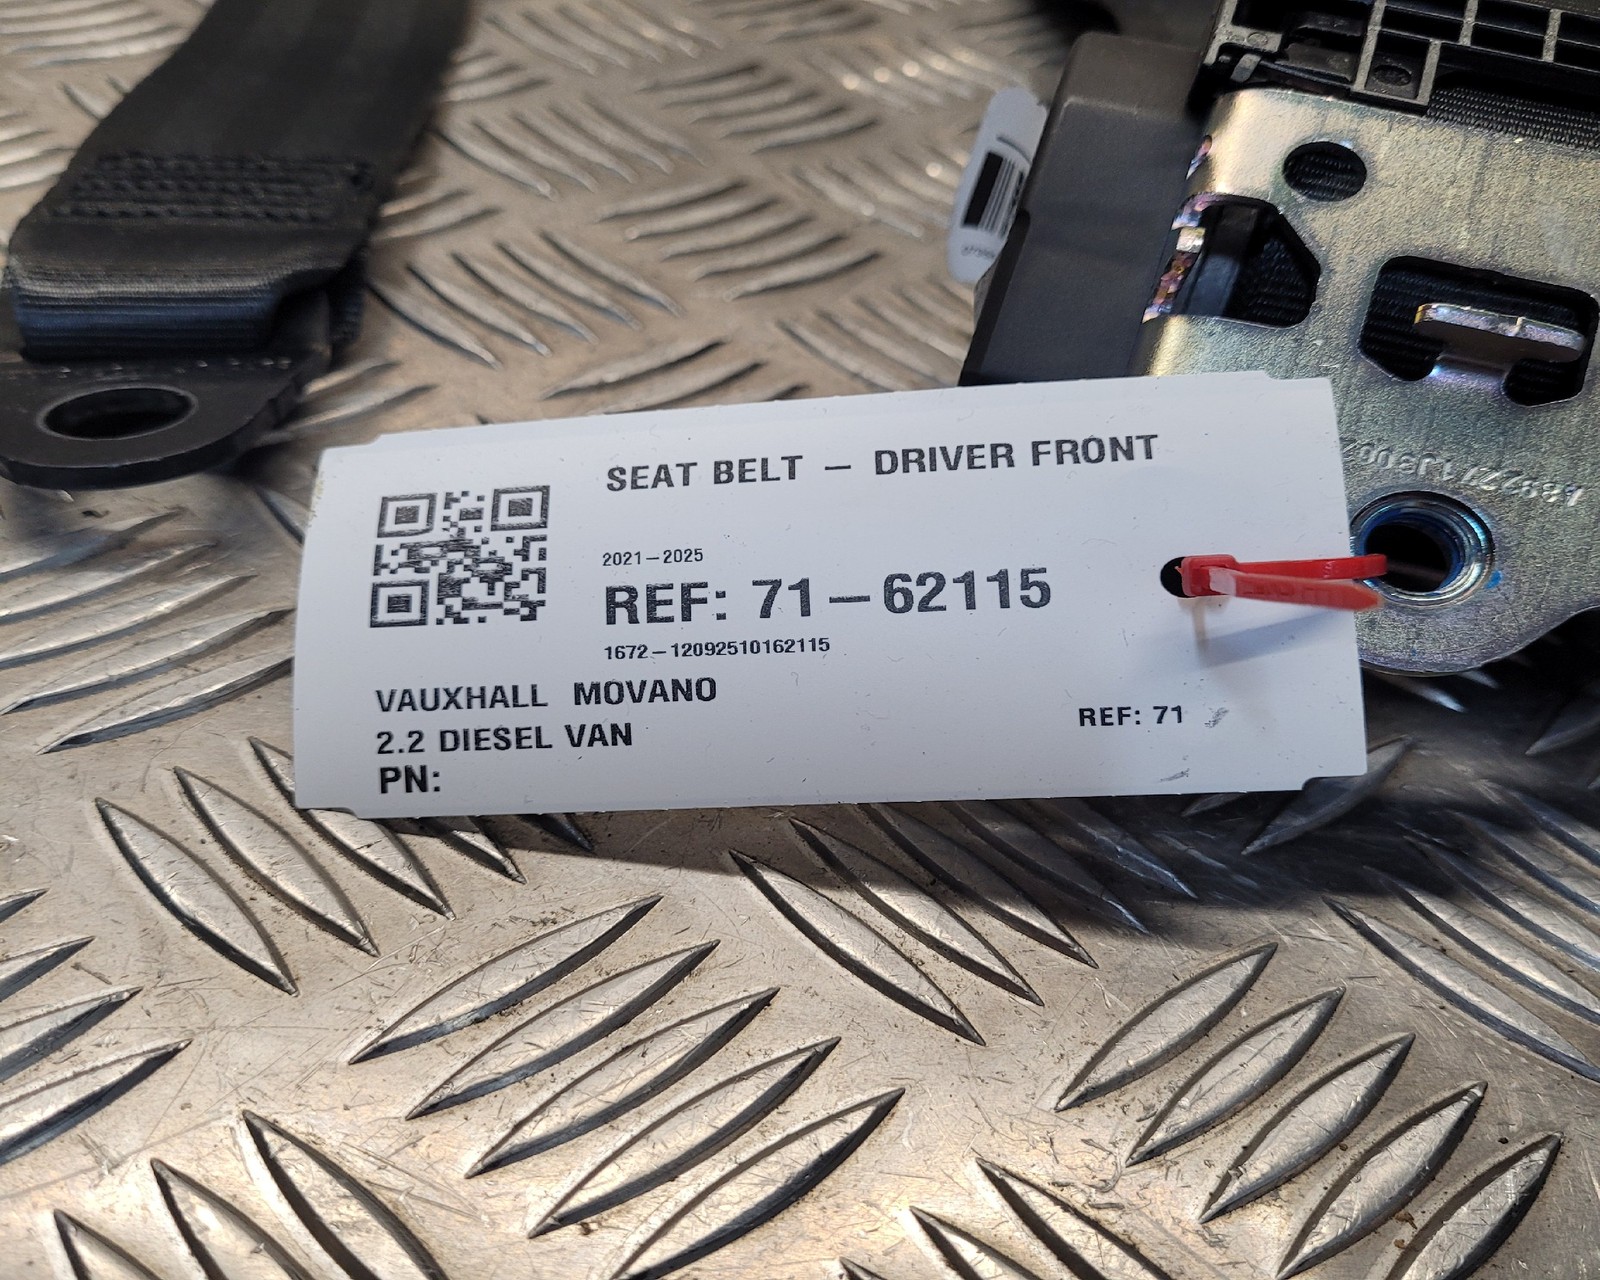 SEAT BELT – DRIVER FRONT
2021–2025
REF: 71–62115
1672–12092510162115
VAUXHALL MOVANO
2.2 DIESEL VAN
PN:
REF: 71